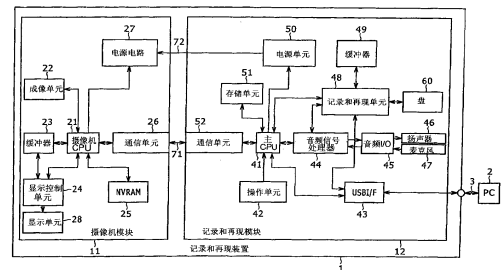 27
72
50
49
电源电路
电源单元
缓冲器
22
51
48
成像单元
存储单元
记录和再现单元
60
盘
23
21
26
52
缓冲器
摄像机
CPU
通信单元
71
通信单元
主
CPU
41
音频信号
处理器
44
音频I/O
45
46
扬声器
麦克风
47
显示控制
单元
24
NVRAM
25
操作单元
42
USBI/F
43
3
2
PC
显示单元
28
摄像机模块
11
记录和再现模块
12
记录和再现装置
1